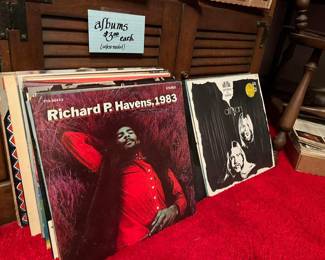 albums
$3.00 each
(unless marked)
STEREO
Richard P. Havens, 1983